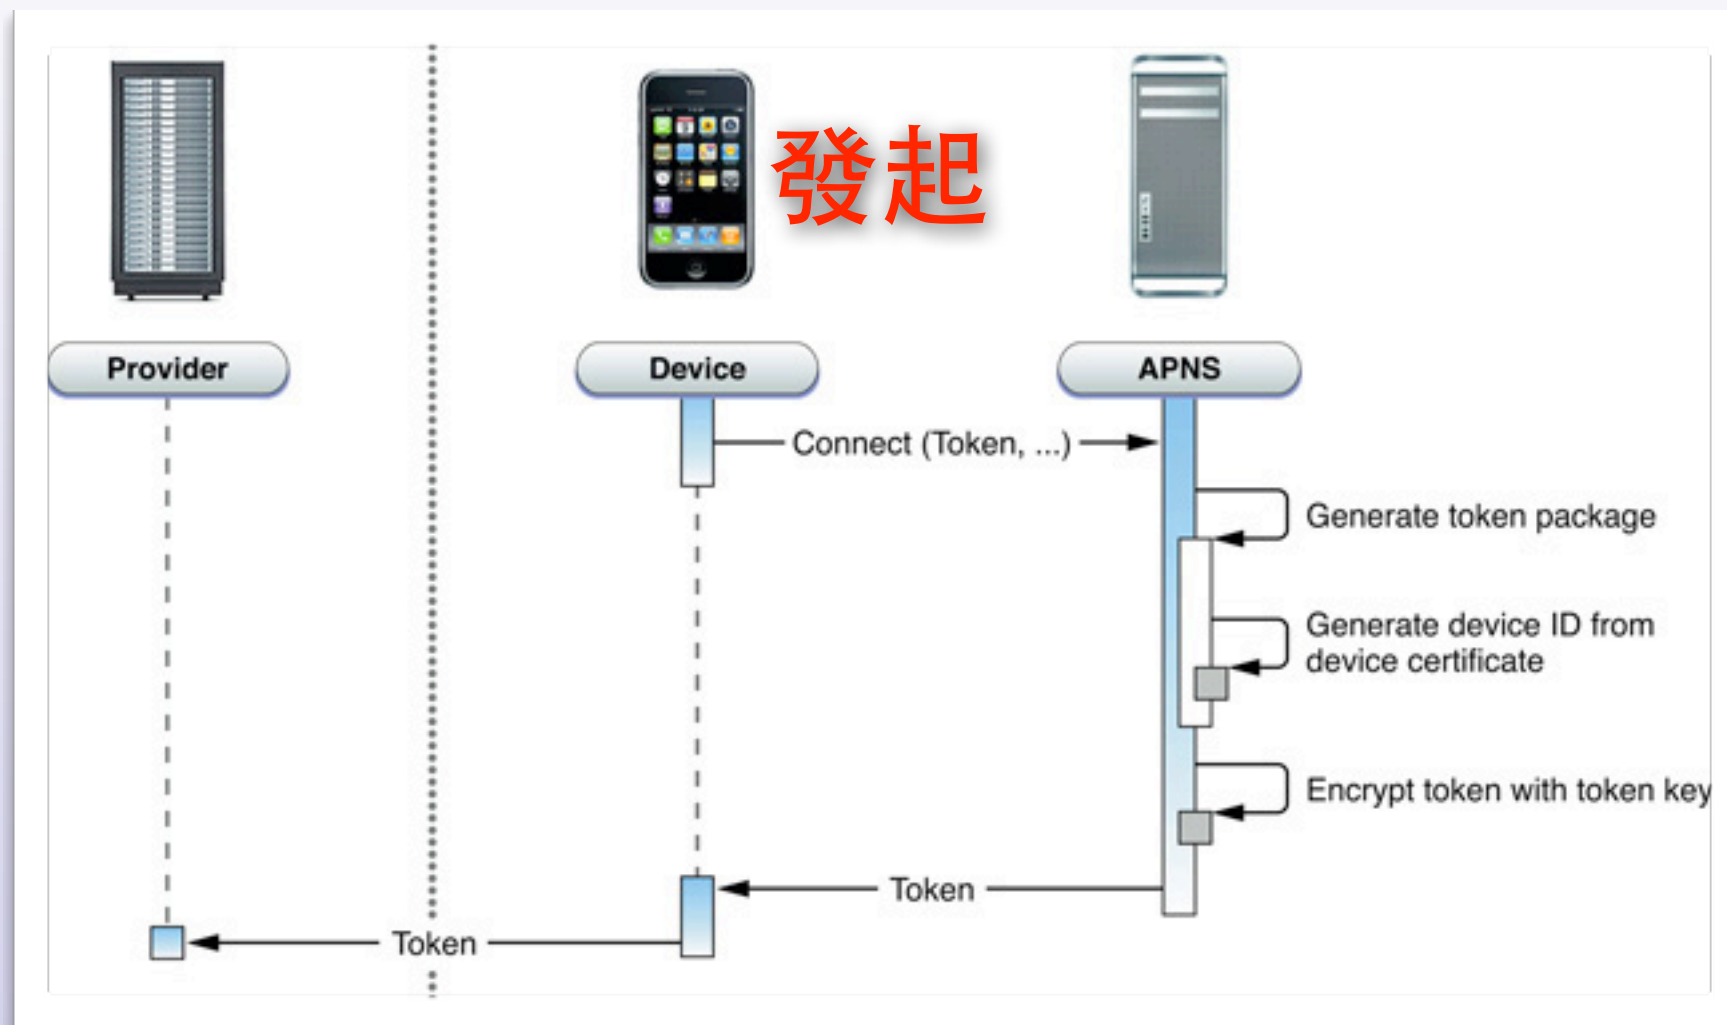 發起
Provider
Device
APNS
Connect (Token, ...)
Generate token package
Generate device ID from
device certificate
Encrypt token with token key
Token
Token